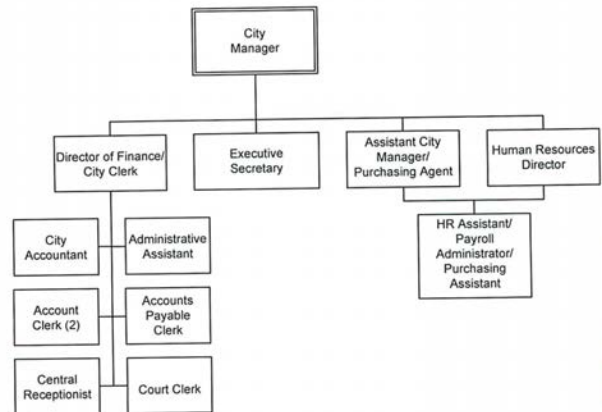 City
Manager
Director of Finance/
City Clerk
Executive
Secretary
Assistant City
Manager/
Purchasing Agent
Human Resources
Director
City
Accountant
Administrative
Assistant
HR Assistant/
Payroll
Administrator/
Purchasing
Assistant
Account
Clerk (2)
Accounts
Payable
Clerk
Central
Receptionist
Court Clerk